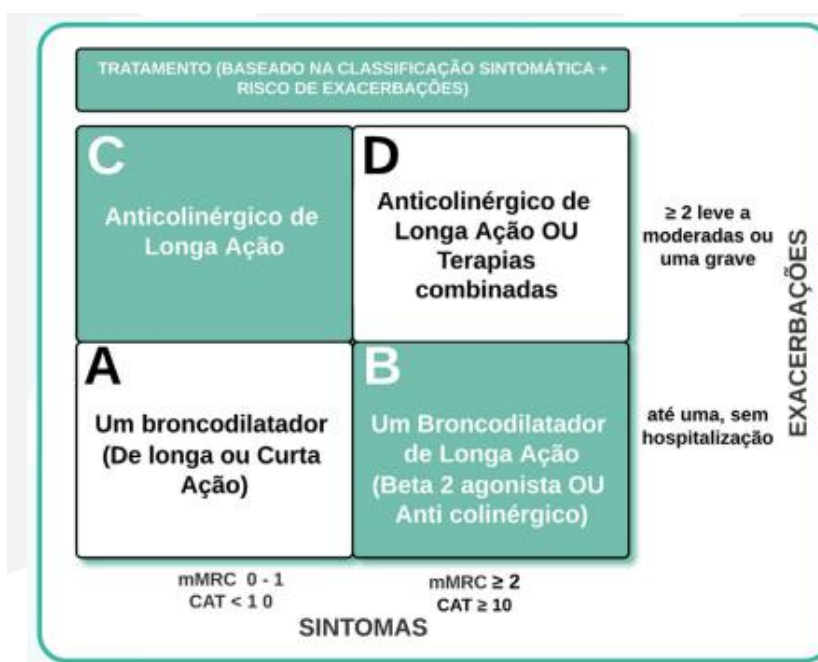 TRATAMENTO (BASEADO NA CLASSIFICAÇÃO SINTOMÁTICA +
RISCO DE EXACERBAÇÕES)
C
Anticolinérgico de
Longa Ação
D
Anticolinérgico de
Longa Ação OU
Terapias
combinadas
≥ 2 leve a
moderadas ou
uma grave
A
Um broncodilatador
(De longa ou Curta
Ação)
B
Um Broncodilatador
de Longa Ação
(Beta 2 agonista OU
Anti colinérgico)
até uma, sem
hospitalização
EXACERBAÇÕES
mMRC 0 - 1
CAT < 1 0
mMRC ≥ 2
CAT ≥ 10
SINTOMAS